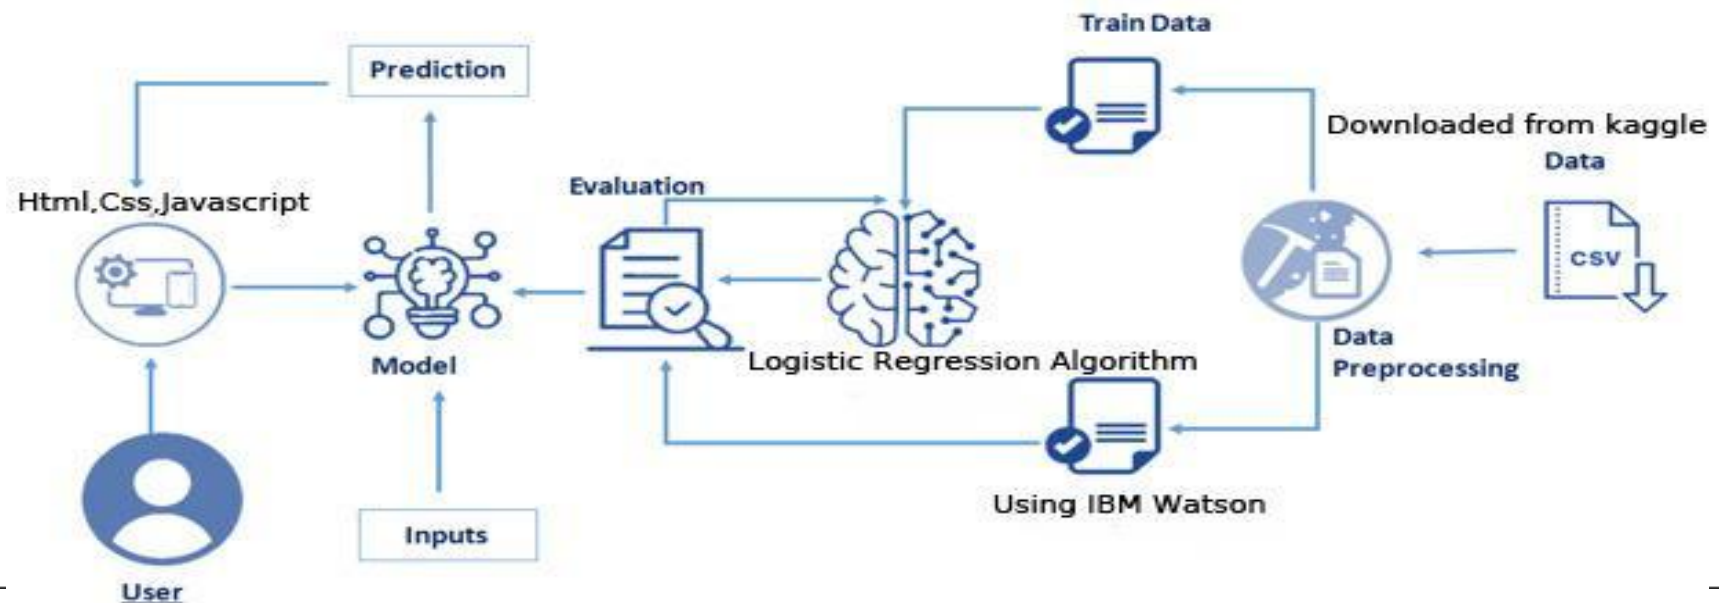 Train Data
Prediction
Downloaded from kaggle
Data
Evaluation
Html,Css,Javascript
CSV
Data
Preprocessing
Model
Logistic Regression Algorithm
Using IBM Watson
Inputs
User